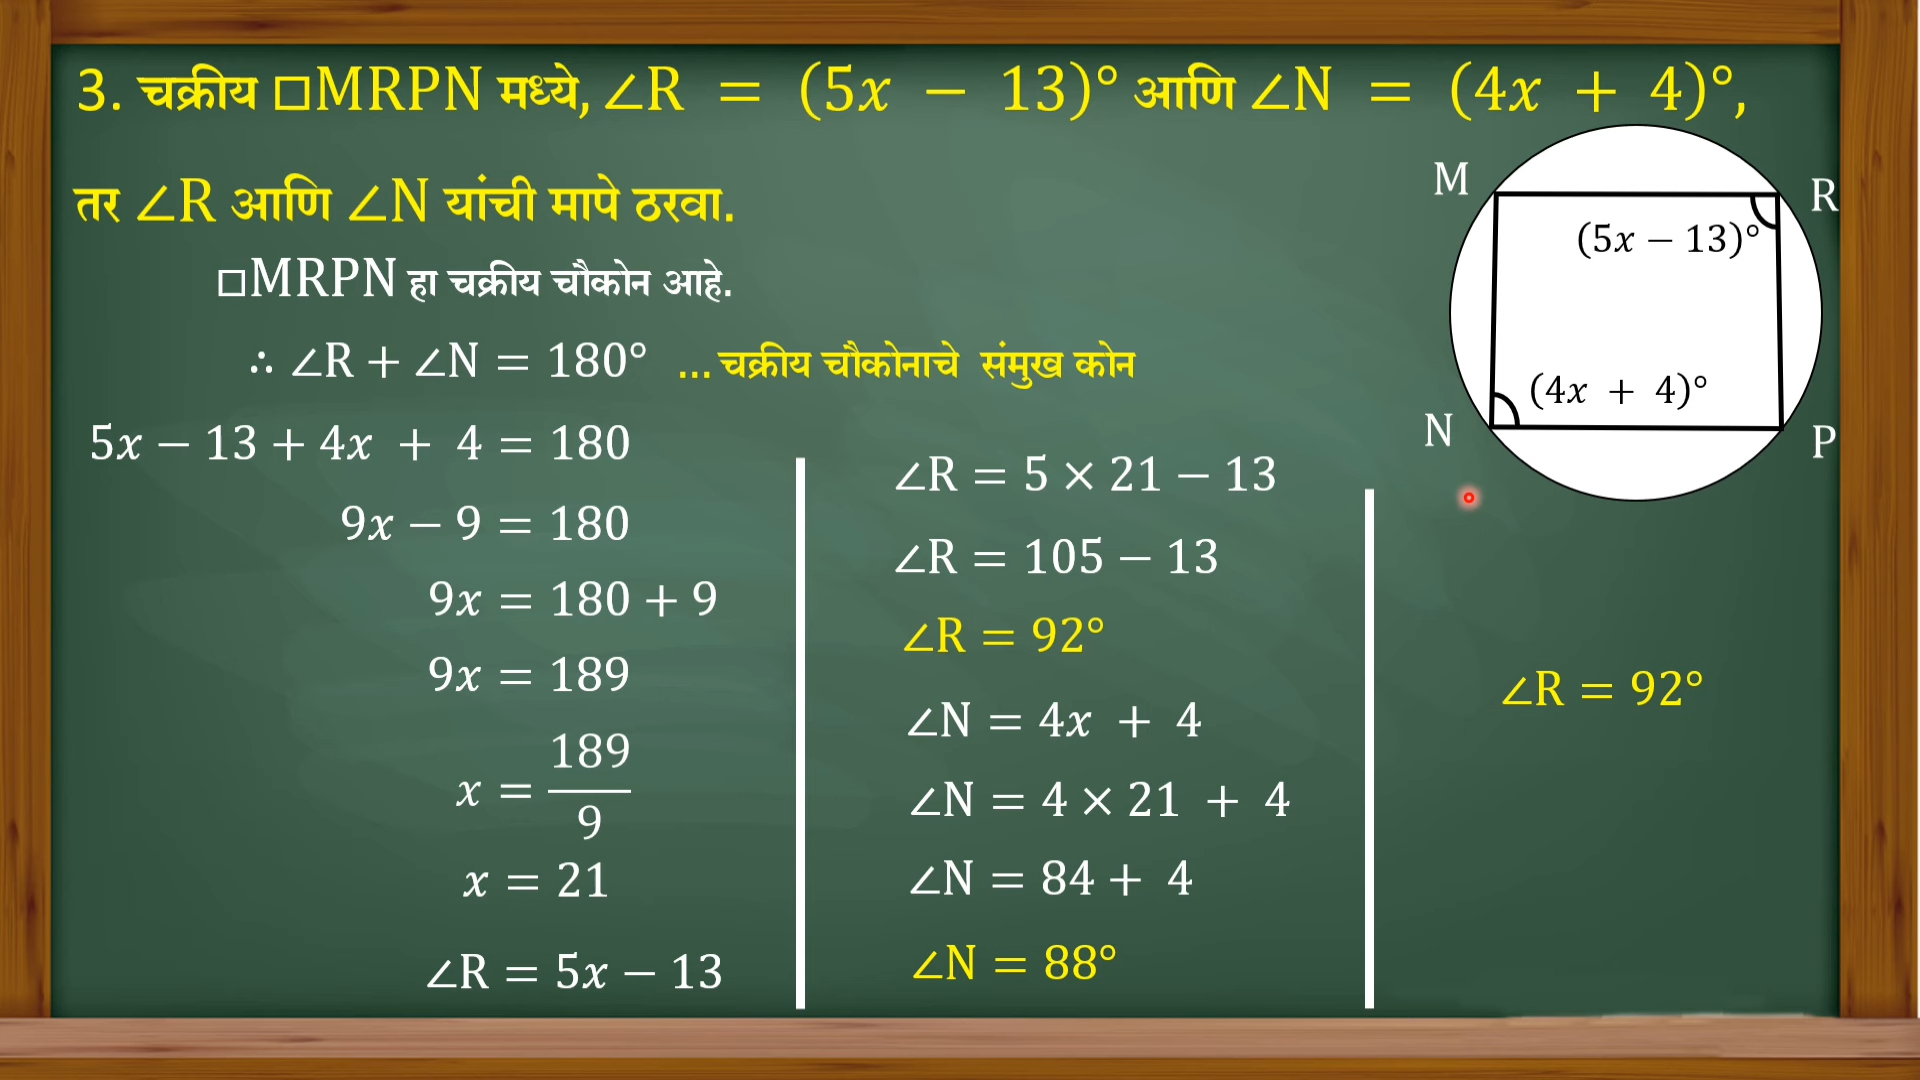 3. चक्रीय □MRPN मध्ये, ∠R = (5x − 13)° आणि ∠N = (4x + 4)°,
तर ∠R आणि ∠N यांची मापे ठरवा.
□MRPN हा चक्रीय चौकोन आहे.
∴ ∠R + ∠N = 180° ... चक्रीय चौकोनाचे संमुख कोन
5x − 13 + 4x + 4 = 180
9x − 9 = 180
9x = 180 + 9
9x = 189
x = 189/9
x = 21
∠R = 5x − 13
∠R = 5 × 21 − 13
∠R = 105 − 13
∠R = 92°
∠N = 4x + 4
∠N = 4 × 21 + 4
∠N = 84 + 4
∠N = 88°
M
R
(5x − 13)°
(4x + 4)°
N
P
∠R = 92°